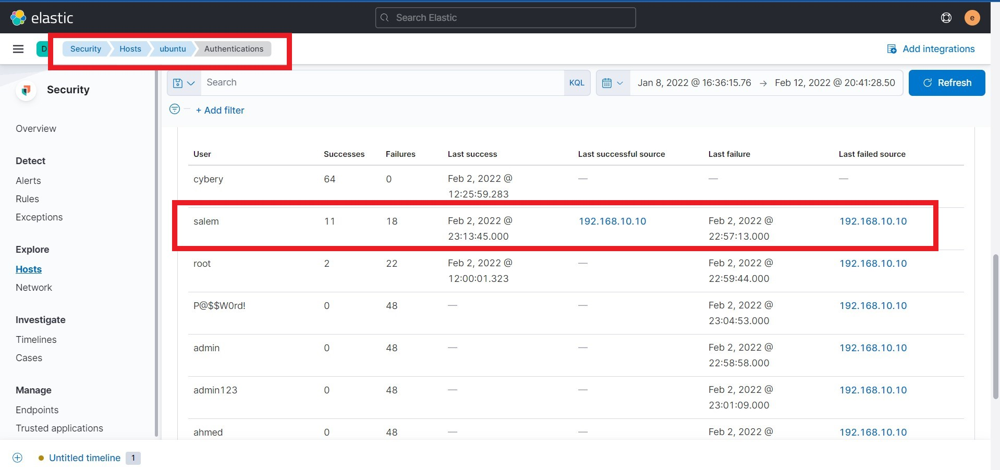 elastic
Search Elastic
e
D
Security
Hosts
ubuntu
Authentications
Add integrations
Security
Overview
Detect
Alerts
Rules
Exceptions
Explore
Hosts
Network
Investigate
Timelines
Cases
Manage
Endpoints
Trusted applications
Search
KQL
Jan 8, 2022 @ 16:36:15.76 → Feb 12, 2022 @ 20:41:28.50
Refresh
+ Add filter
User Successes Failures Last success Last successful source Last failure Last failed source
cybery 64 0 Feb 2, 2022 @ — — —
12:25:59.283
salem 11 18 Feb 2, 2022 @ 192.168.10.10 Feb 2, 2022 @ 192.168.10.10
23:13:45.000 22:57:13.000
root 2 22 Feb 2, 2022 @ — Feb 2, 2022 @ 192.168.10.10
12:00:01.323 22:59:44.000
P@$$W0rd! 0 48 — — Feb 2, 2022 @ 192.168.10.10
23:04:53.000
admin 0 48 — — Feb 2, 2022 @ 192.168.10.10
22:58:58.000
admin123 0 48 — — Feb 2, 2022 @ 192.168.10.10
23:01:09.000
ahmed 0 48 — — Feb 2, 2022 @ 192.168.10.10
Untitled timeline 1